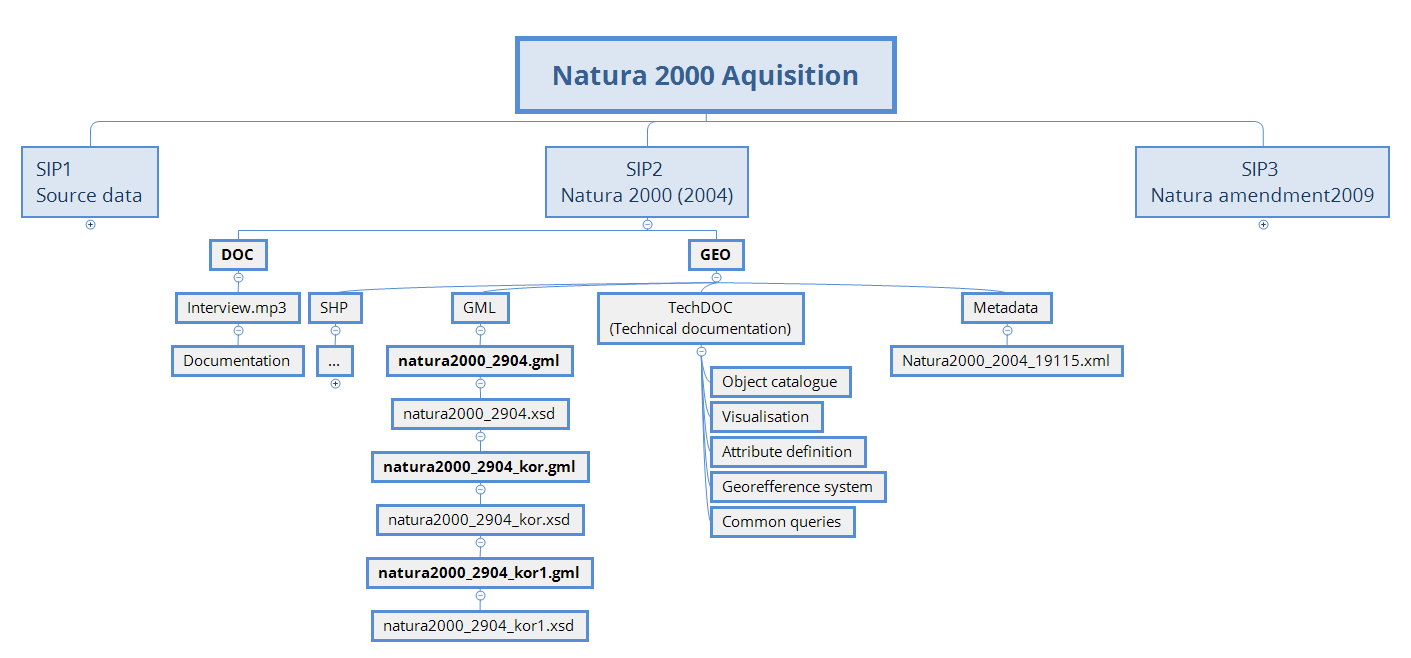 Natura 2000 Aquisition
SIP1
Source data
SIP2
Natura 2000 (2004)
SIP3
Natura amendment2009
DOC
GEO
Interview.mp3
SHP
GML
TechDOC
(Technical documentation)
Metadata
Documentation
...
natura2000_2904.gml
Natura2000_2004_19115.xml
Object catalogue
natura2000_2904.xsd
Visualisation
Attribute definition
natura2000_2904_kor.gml
Georefference system
natura2000_2904_kor.xsd
Common queries
natura2000_2904_kor1.gml
natura2000_2904_kor1.xsd